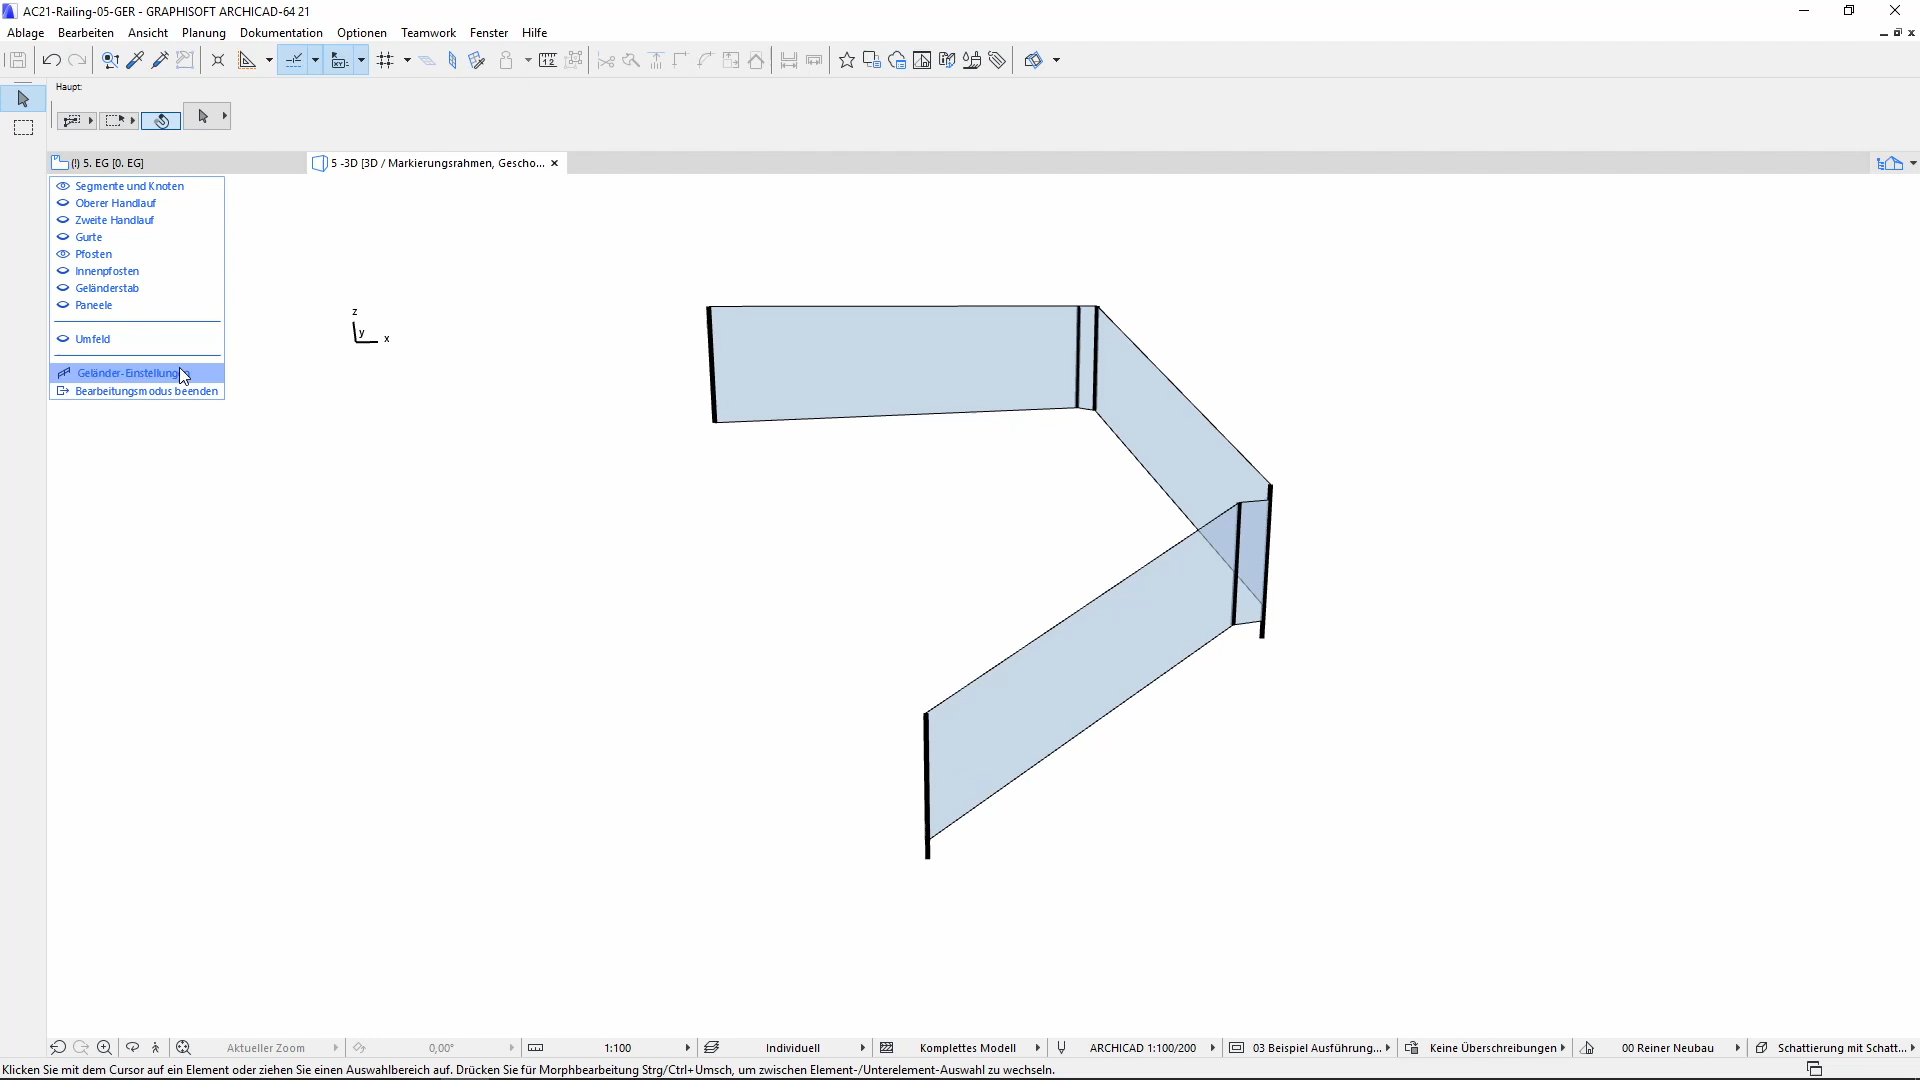 AC21-Railing-05-GER - GRAPHISOFT ARCHICAD-64 21
Ablage Bearbeiten Ansicht Planung Dokumentation Optionen Teamwork Fenster Hilfe
Haupt:
(!) 5. EG [0. EG]
5 -3D [3D / Markierungsrahmen, Gescho...
Segmente und Knoten
Oberer Handlauf
Zweite Handlauf
Gurte
Pfosten
Innenpfosten
Geländerstab
Paneele
Umfeld
Geländer-Einstellungen
Bearbeitungsmodus beenden
z
y
x
Aktueller Zoom 0,00° 1:100 Individuell Komplettes Modell ARCHICAD 1:100/200 03 Beispiel Ausführung... Keine Überschreibungen 00 Reiner Neubau Schattierung mit Schatt...
Klicken Sie mit dem Cursor auf ein Element oder ziehen Sie einen Auswahlbereich auf. Drücken Sie für Morphbearbeitung Strg/Ctrl+Umsch, um zwischen Element-/Unterelement-Auswahl zu wechseln.